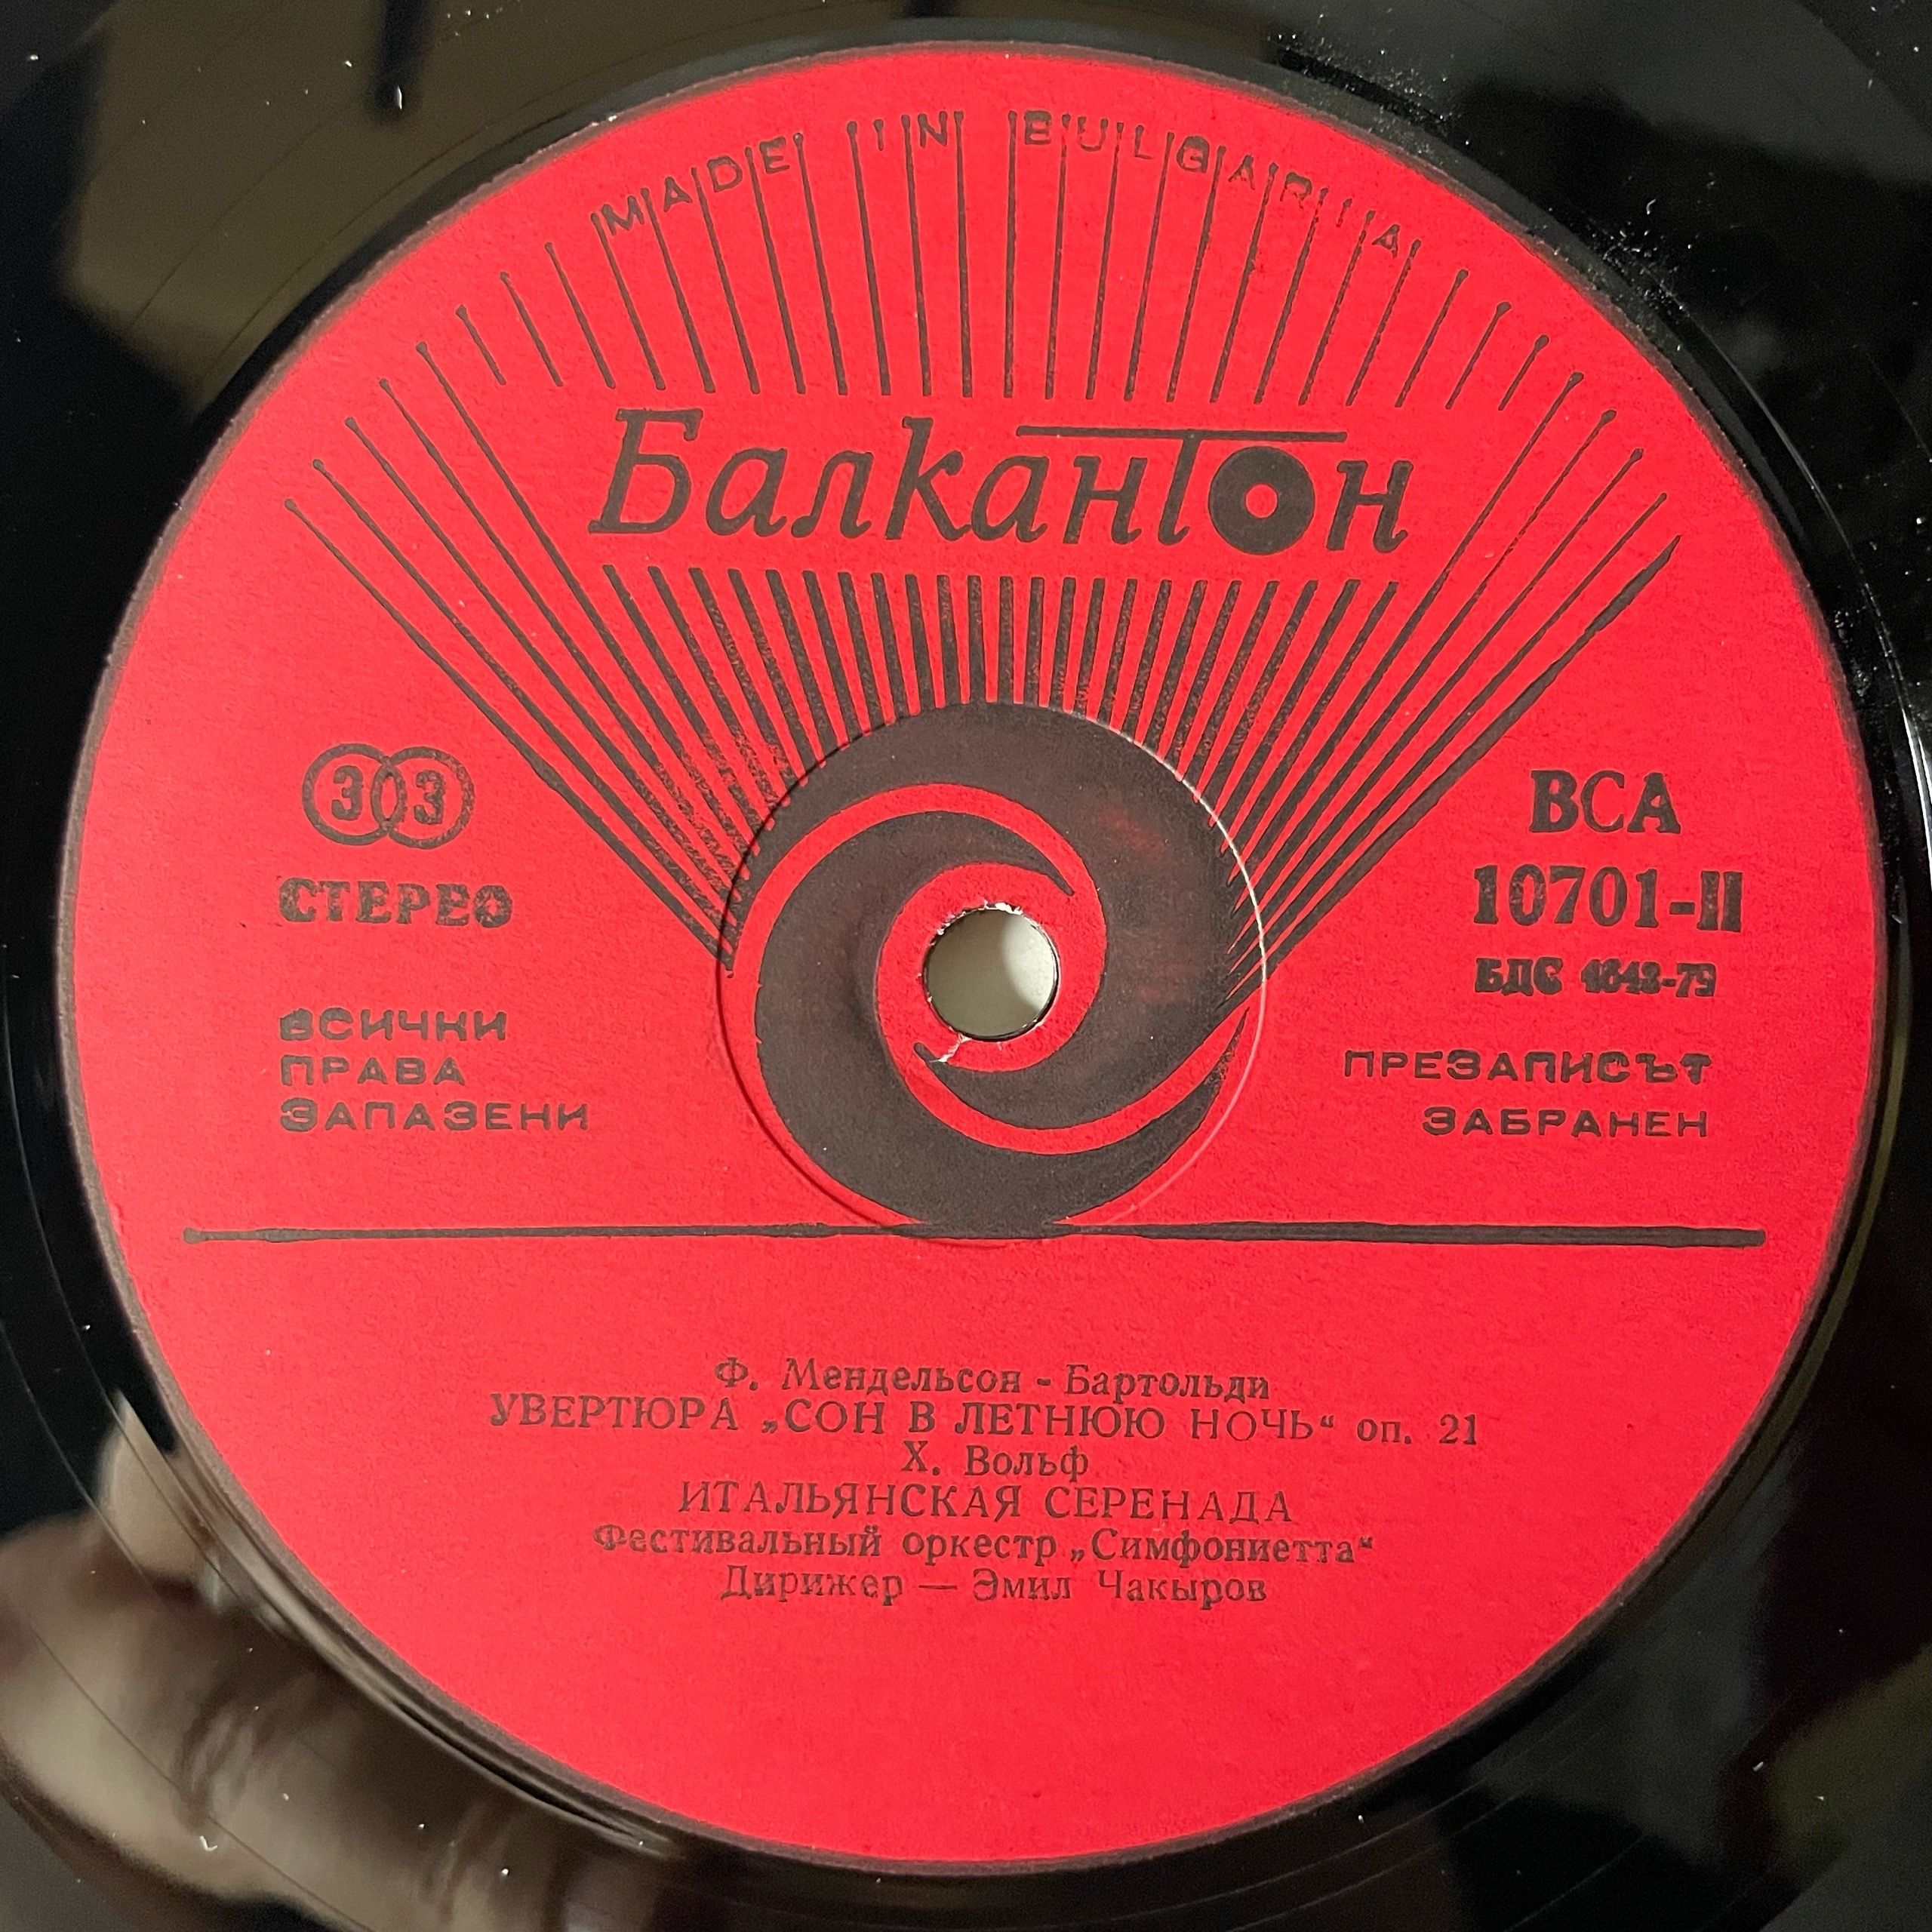 MADE IN BULGARIA
Балкантон
33
СТЕРЕО
ВСИЧКИ
ПРАВА
ЗАПАЗЕНИ
ВСА
10701-II
БДС 4842-79
ПРЕЗАПИСЪТ
ЗАБРАНЕН
Ф. Мендельсон - Бартольди
УВЕРТЮРА „СОН В ЛЕТНЮЮ НОЧЬ“ оп. 21
Х. Вольф
ИТАЛЬЯНСКАЯ СЕРЕНАДА
Фестивальный оркестр „Симфониетта“
Дирижер — Эмил Чакыров